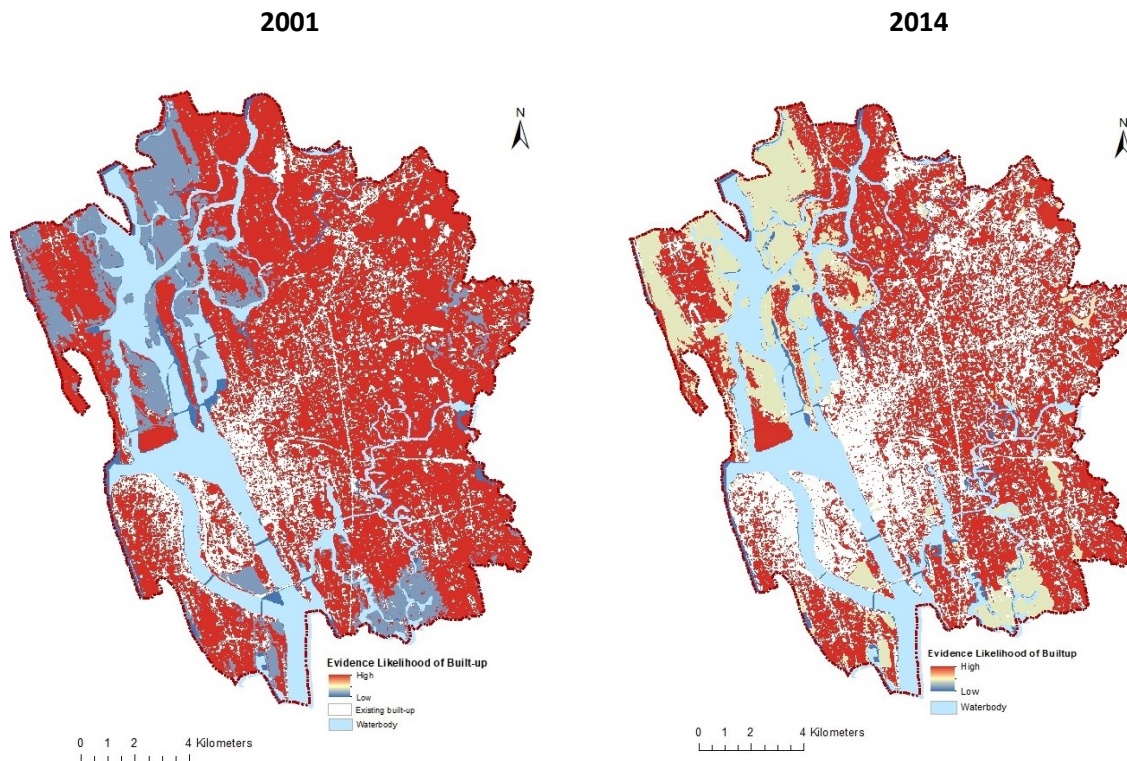 2001
2014
N
N
Evidence Likelihood of Built-up
High
Low
Existing built-up
Waterbody
0 1 2 4 Kilometers
Evidence Likelihood of Builtup
High
Low
Waterbody
0 1 2 4 Kilometers